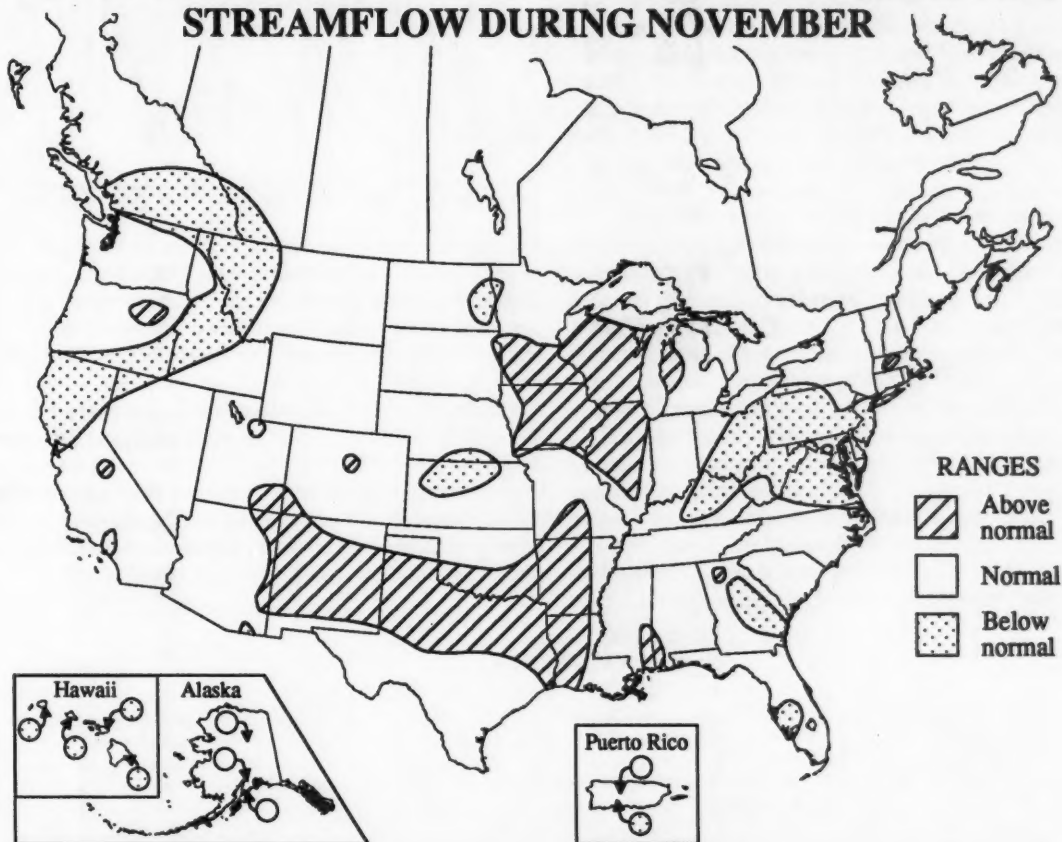 STREAMFLOW DURING NOVEMBER
RANGES
Above
normal
Normal
Below
normal
Hawaii
Alaska
Puerto Rico